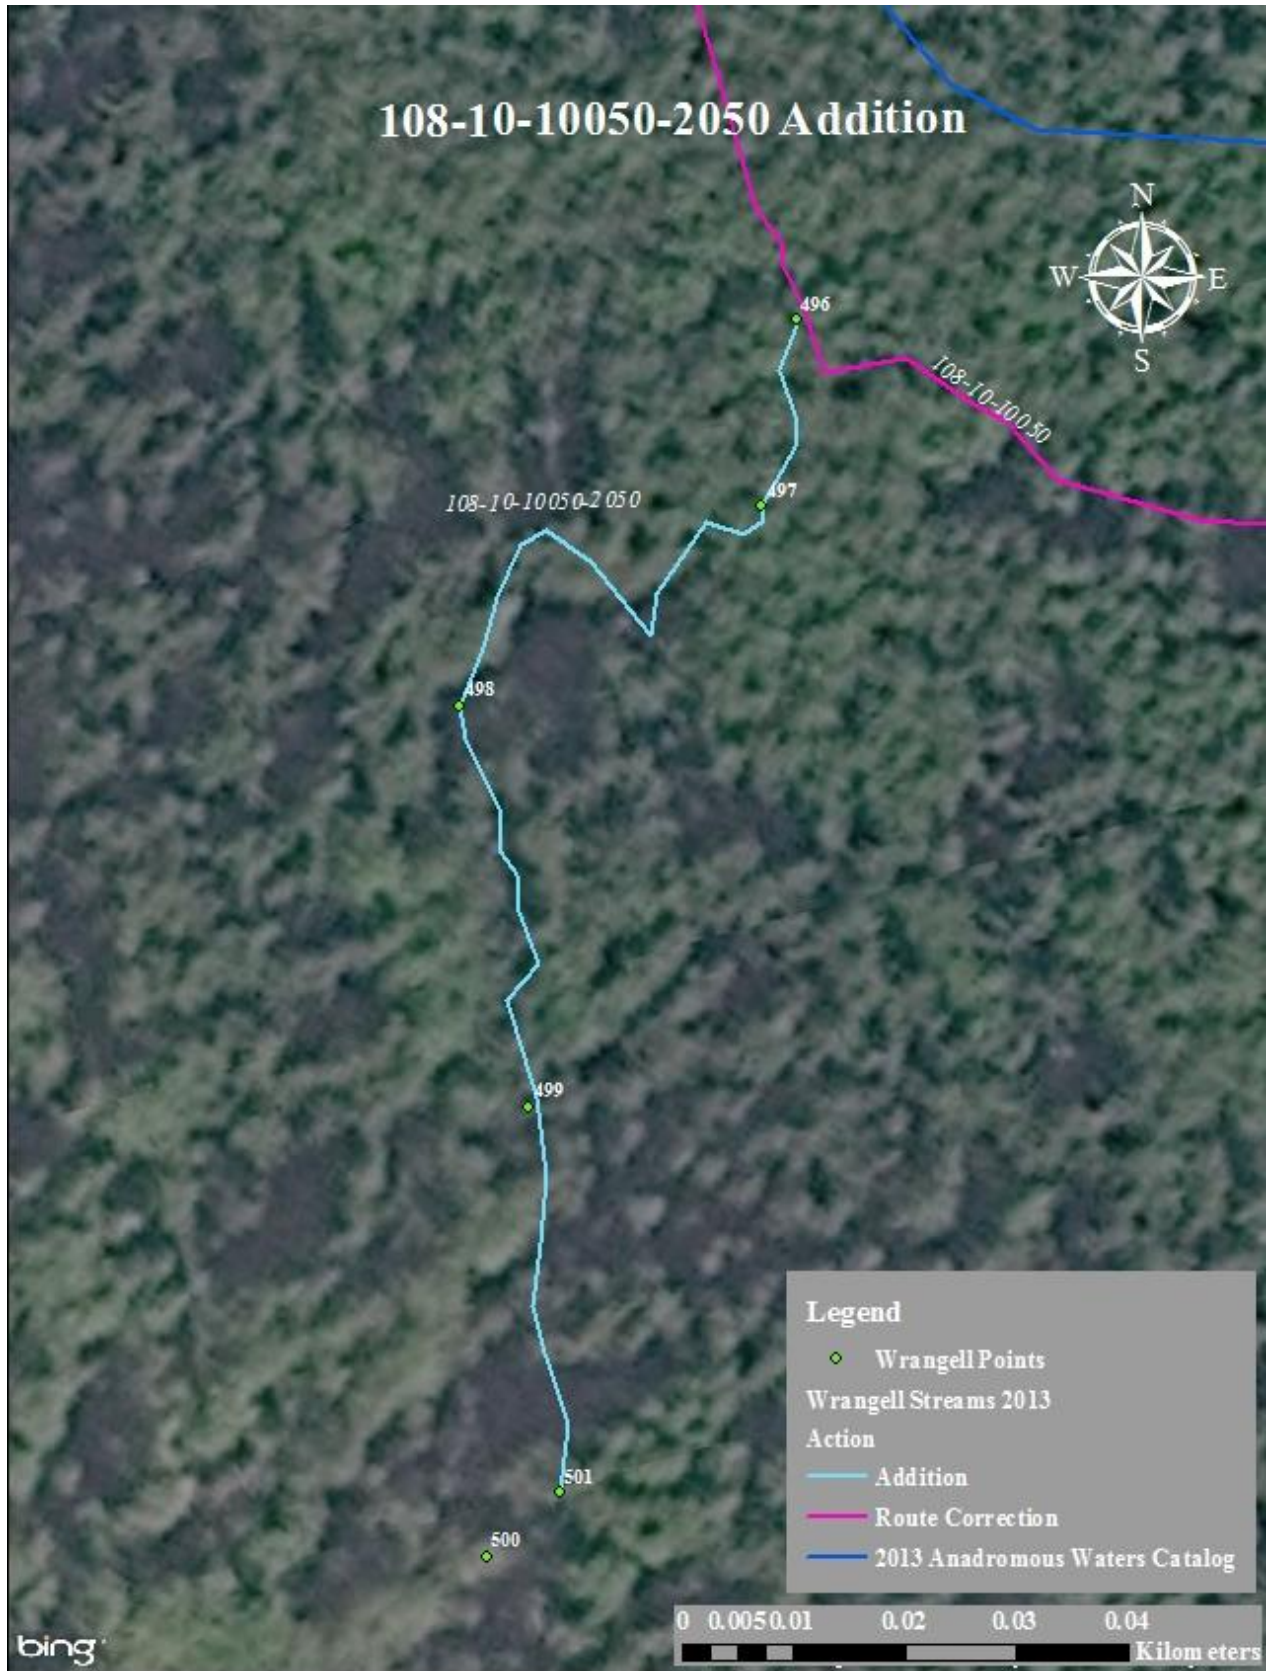 108-10-10050-2050 Addition
N
W E
S
496
108-10-10050
497
108-10-10050-2050
498
499
501
500
Legend
Wrangell Points
Wrangell Streams 2013
Action
Addition
Route Correction
2013 Anadromous Waters Catalog
0 0.005 0.01 0.02 0.03 0.04
Kilometers
bing